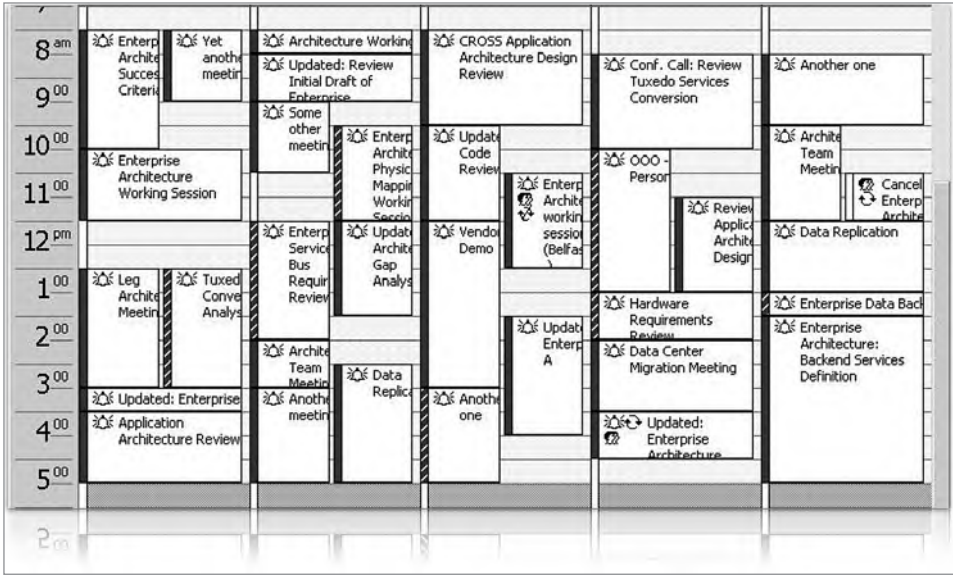 8 am
9 00
10 00
11 00
12 pm
1 00
2 00
3 00
4 00
5 00
Enterp
Archite
Succes
Criteria
Yet
anothe
meetin
Enterprise
Architecture
Working Session
Leg
Archite
Meetin
Tuxed
Conve
Analys
Updated: Enterprise
Application
Architecture Review
Architecture Working
Updated: Review
Initial Draft of
Enterprise
Some
other
meetin
Enterp
Archite
Physic
Mappin
Workin
Sessio
Enterp
Service
Bus
Requir
Review
Update
Archite
Gap
Analys
Archite
Team
Meetin
Anothe
meetin
Data
Replica
CROSS Application
Architecture Design
Review
Update
Code
Review
Enterp
Archite
workin
session
(Belfas
)
Vendo
Demo
Update
Enterp
A
Anothe
one
Conf. Call: Review
Tuxedo Services
Conversion
OOO -
Person
Review
Applica
Archite
Design
Hardware
Requirements
Review
Data Center
Migration Meeting
Updated:
Enterprise
Architecture
Another one
Archite
Team
Meetin
Cancel
Enterp
Archite
Data Replication
Enterprise Data Back
Enterprise
Architecture:
Backend Services
Definition